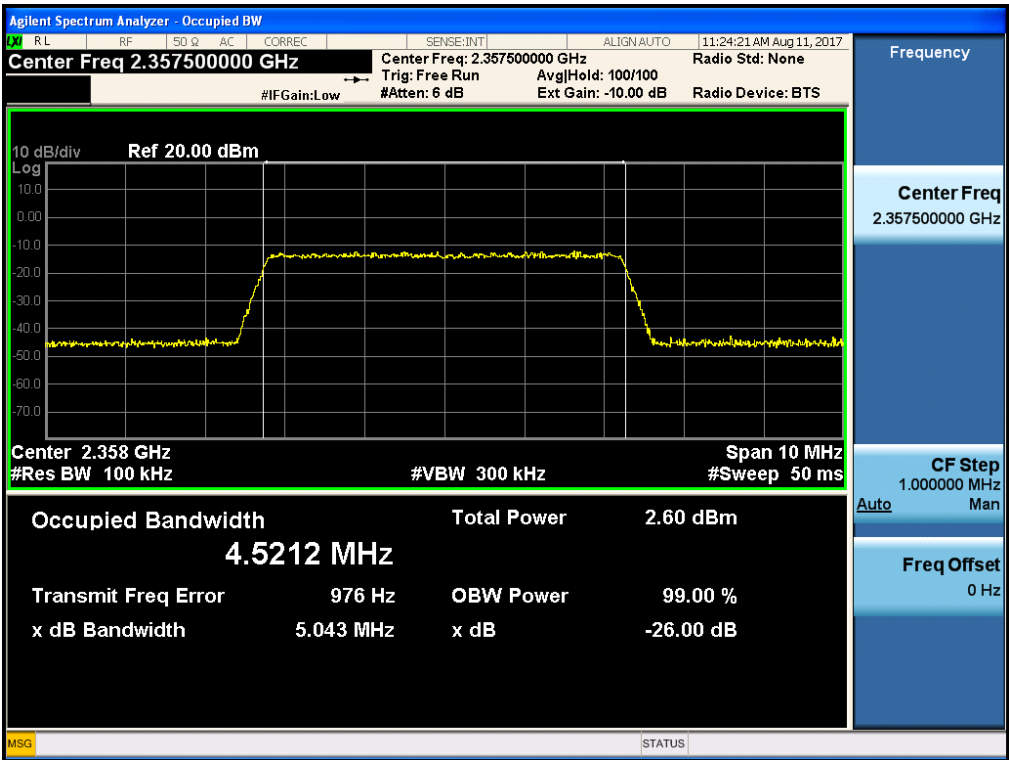 Agilent Spectrum Analyzer - Occupied BW
LXI RL RF 50 Ω AC CORREC SENSE:INT ALIGN AUTO 11:24:21 AM Aug 11, 2017
Center Freq 2.357500000 GHz
Center Freq: 2.357500000 GHz Radio Std: None
Trig: Free Run Avg|Hold: 100/100
#IFGain:Low #Atten: 6 dB Ext Gain: -10.00 dB Radio Device: BTS
10 dB/div Ref 20.00 dBm
Log
10.0
0.00
-10.0
-20.0
-30.0
-40.0
-50.0
-60.0
-70.0
Center 2.358 GHz Span 10 MHz
#Res BW 100 kHz #VBW 300 kHz #Sweep 50 ms
Occupied Bandwidth Total Power 2.60 dBm
4.5212 MHz
Transmit Freq Error 976 Hz OBW Power 99.00 %
x dB Bandwidth 5.043 MHz x dB -26.00 dB
Frequency
Center Freq
2.357500000 GHz
CF Step
1.000000 MHz
Auto Man
Freq Offset
0 Hz
MSG STATUS